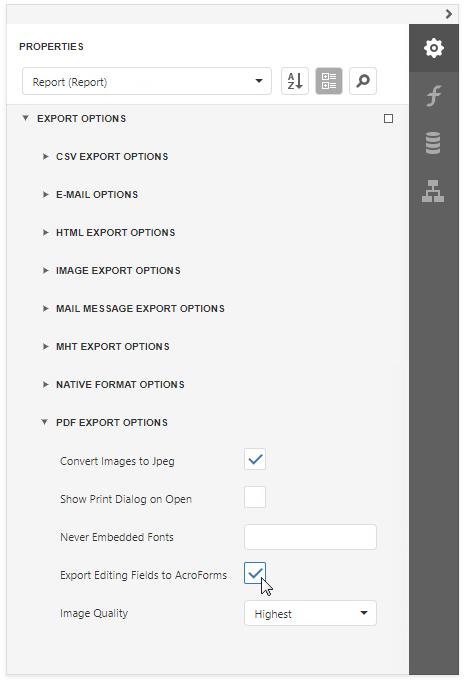 PROPERTIES
Report (Report)
EXPORT OPTIONS
CSV EXPORT OPTIONS
E-MAIL OPTIONS
HTML EXPORT OPTIONS
IMAGE EXPORT OPTIONS
MAIL MESSAGE EXPORT OPTIONS
MHT EXPORT OPTIONS
NATIVE FORMAT OPTIONS
PDF EXPORT OPTIONS
Convert Images to Jpeg
Show Print Dialog on Open
Never Embedded Fonts
Export Editing Fields to AcroForms
Image Quality Highest